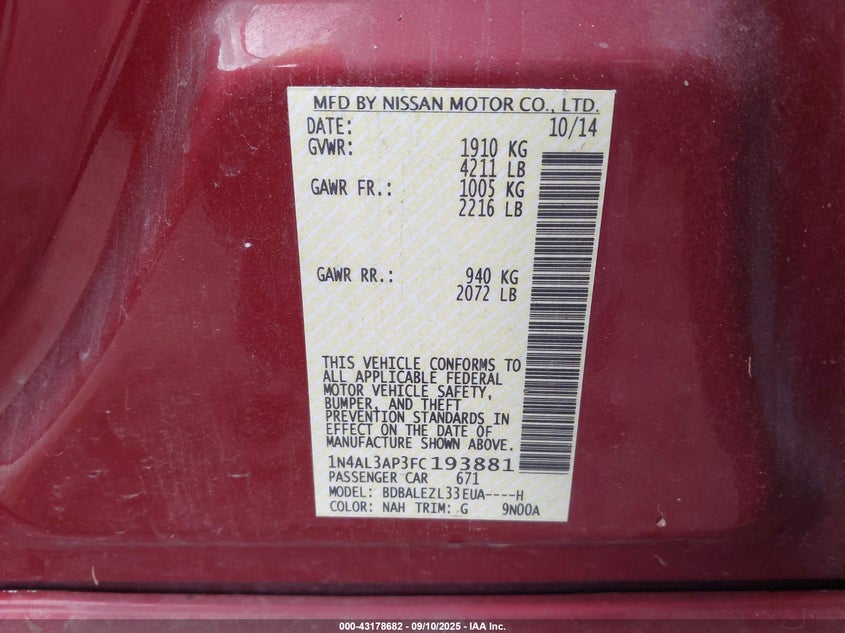 MFD BY NISSAN MOTOR CO., LTD.
DATE: 10/14
GVWR: 1910 KG
4211 LB
GAWR FR.: 1005 KG
2216 LB
GAWR RR.: 940 KG
2072 LB
THIS VEHICLE CONFORMS TO
ALL APPLICABLE FEDERAL
MOTOR VEHICLE SAFETY,
BUMPER, AND THEFT
PREVENTION STANDARDS IN
EFFECT ON THE DATE OF
MANUFACTURE SHOWN ABOVE.
1N4AL3AP3FC193881
PASSENGER CAR 671
MODEL: BDBALEZL33EUA----H
COLOR: NAH TRIM: G 9N00A
000-43178682 - 09/10/2025 - IAA Inc.